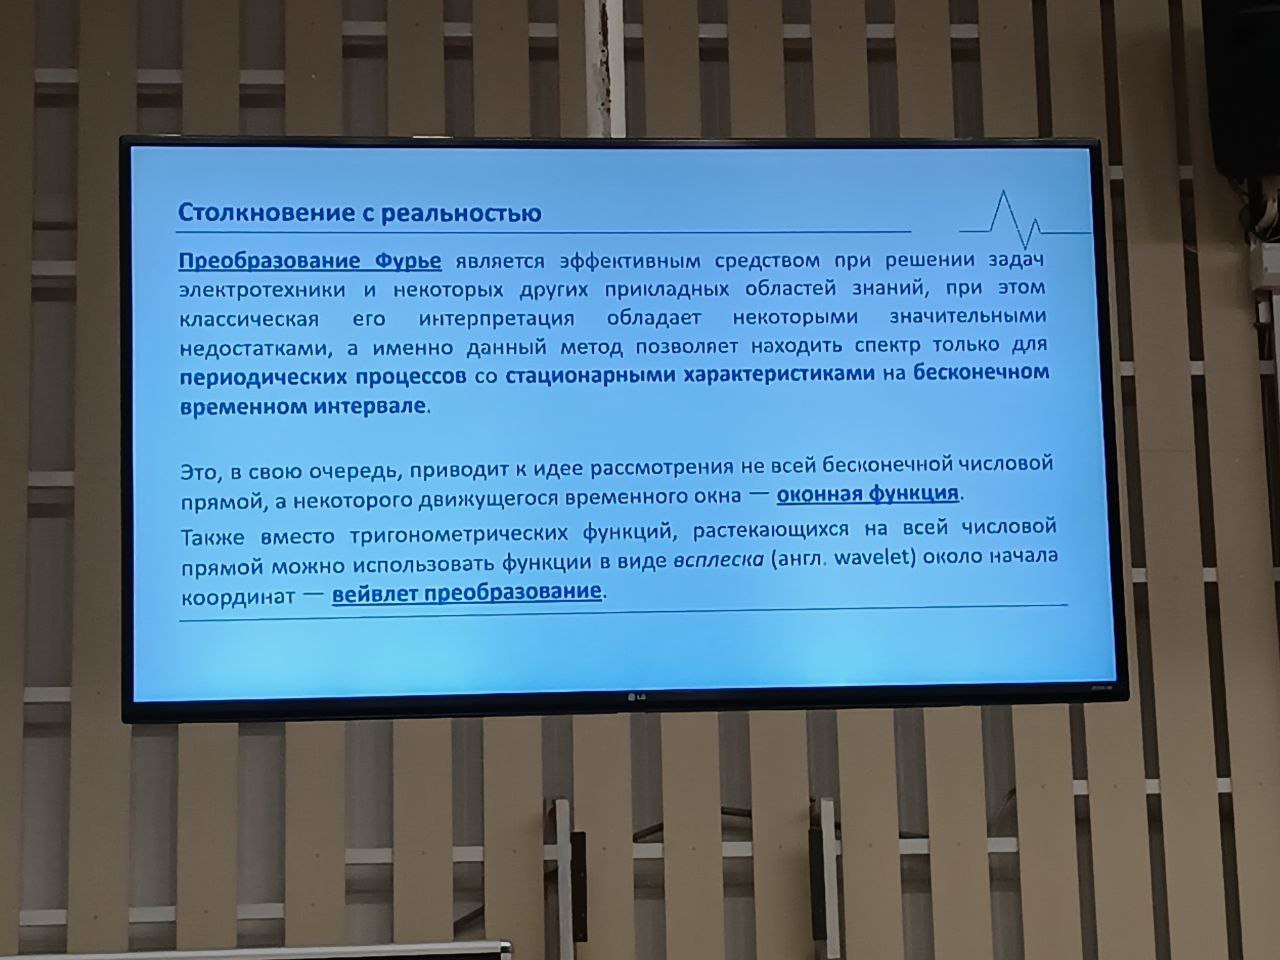 Столкновение с реальностью
Преобразование Фурье является эффективным средством при решении задач
электротехники и некоторых других прикладных областей знаний, при этом
классическая его интерпретация обладает некоторыми значительными
недостатками, а именно данный метод позволяет находить спектр только для
периодических процессов со стационарными характеристиками на бесконечном
временном интервале.
Это, в свою очередь, приводит к идее рассмотрения не всей бесконечной числовой
прямой, а некоторого движущегося временного окна — оконная функция.
Также вместо тригонометрических функций, растекающихся на всей числовой
прямой можно использовать функции в виде всплеска (англ. wavelet) около начала
координат — вейвлет преобразование.
LG